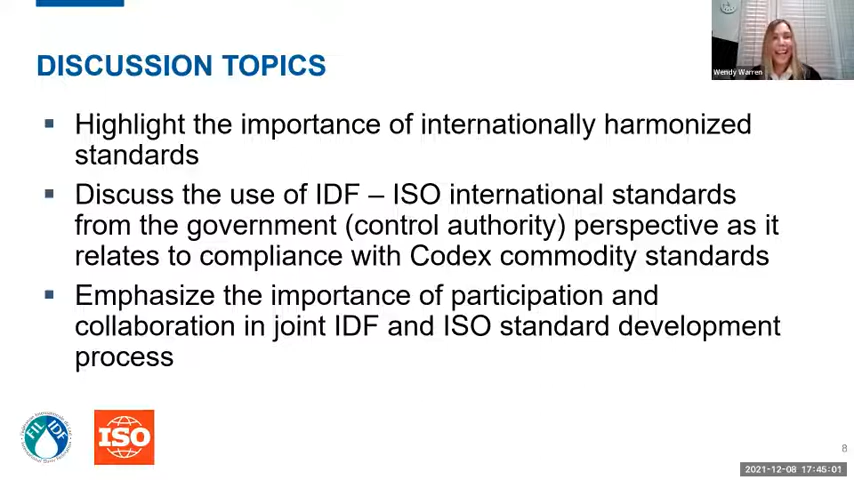 Wendy Warren
DISCUSSION TOPICS
▪ Highlight the importance of internationally harmonized
standards
▪ Discuss the use of IDF – ISO international standards
from the government (control authority) perspective as it
relates to compliance with Codex commodity standards
▪ Emphasize the importance of participation and
collaboration in joint IDF and ISO standard development
process
FIL IDF
ISO
8
2021-12-08 17:45:01